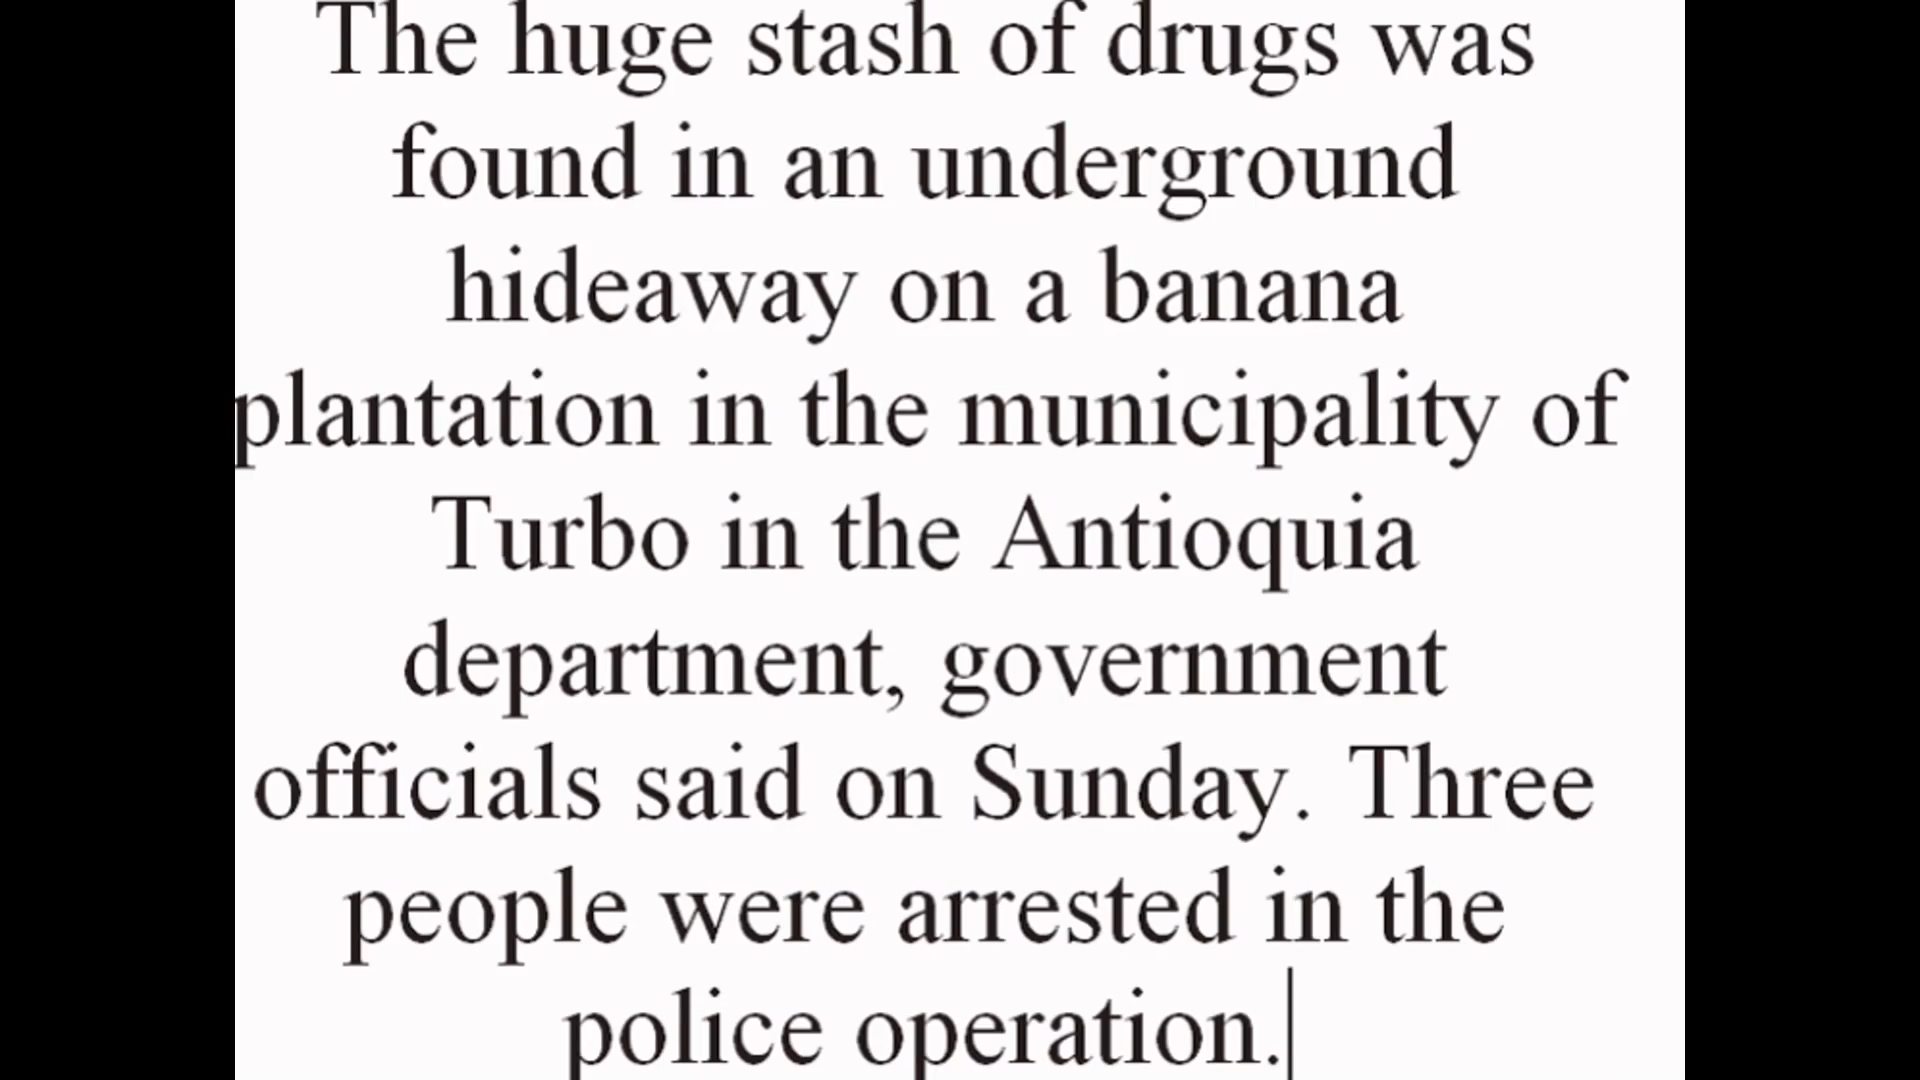 The huge stash of drugs was
found in an underground
hideaway on a banana
plantation in the municipality of
Turbo in the Antioquia
department, government
officials said on Sunday. Three
people were arrested in the
police operation.